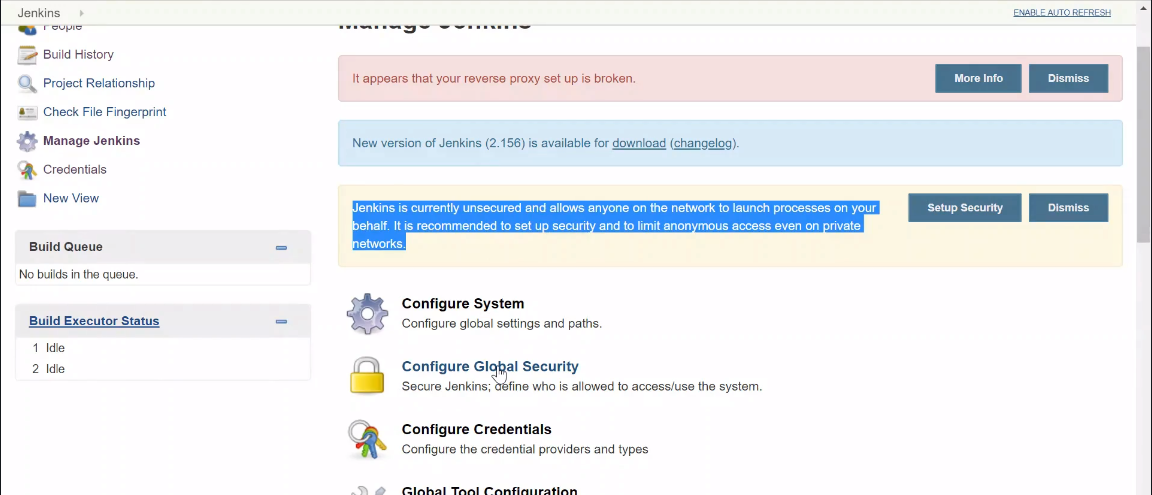 Jenkins
ENABLE AUTO REFRESH
People
Build History
Project Relationship
Check File Fingerprint
Manage Jenkins
Credentials
New View
Build Queue
No builds in the queue.
Build Executor Status
1 Idle
2 Idle
Manage Jenkins
It appears that your reverse proxy set up is broken.
More Info
Dismiss
New version of Jenkins (2.156) is available for download (changelog).
Jenkins is currently unsecured and allows anyone on the network to launch processes on your
behalf. It is recommended to set up security and to limit anonymous access even on private
networks.
Setup Security
Dismiss
Configure System
Configure global settings and paths.
Configure Global Security
Secure Jenkins; define who is allowed to access/use the system.
Configure Credentials
Configure the credential providers and types
Global Tool Configuration